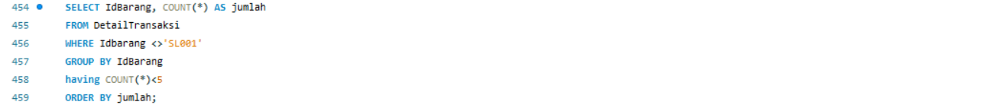 454 SELECT IdBarang, COUNT(*) AS jumlah
455 FROM DetailTransaksi
456 WHERE Idbarang <>'SL001'
457 GROUP BY IdBarang
458 having COUNT(*)<5
459 ORDER BY jumlah;